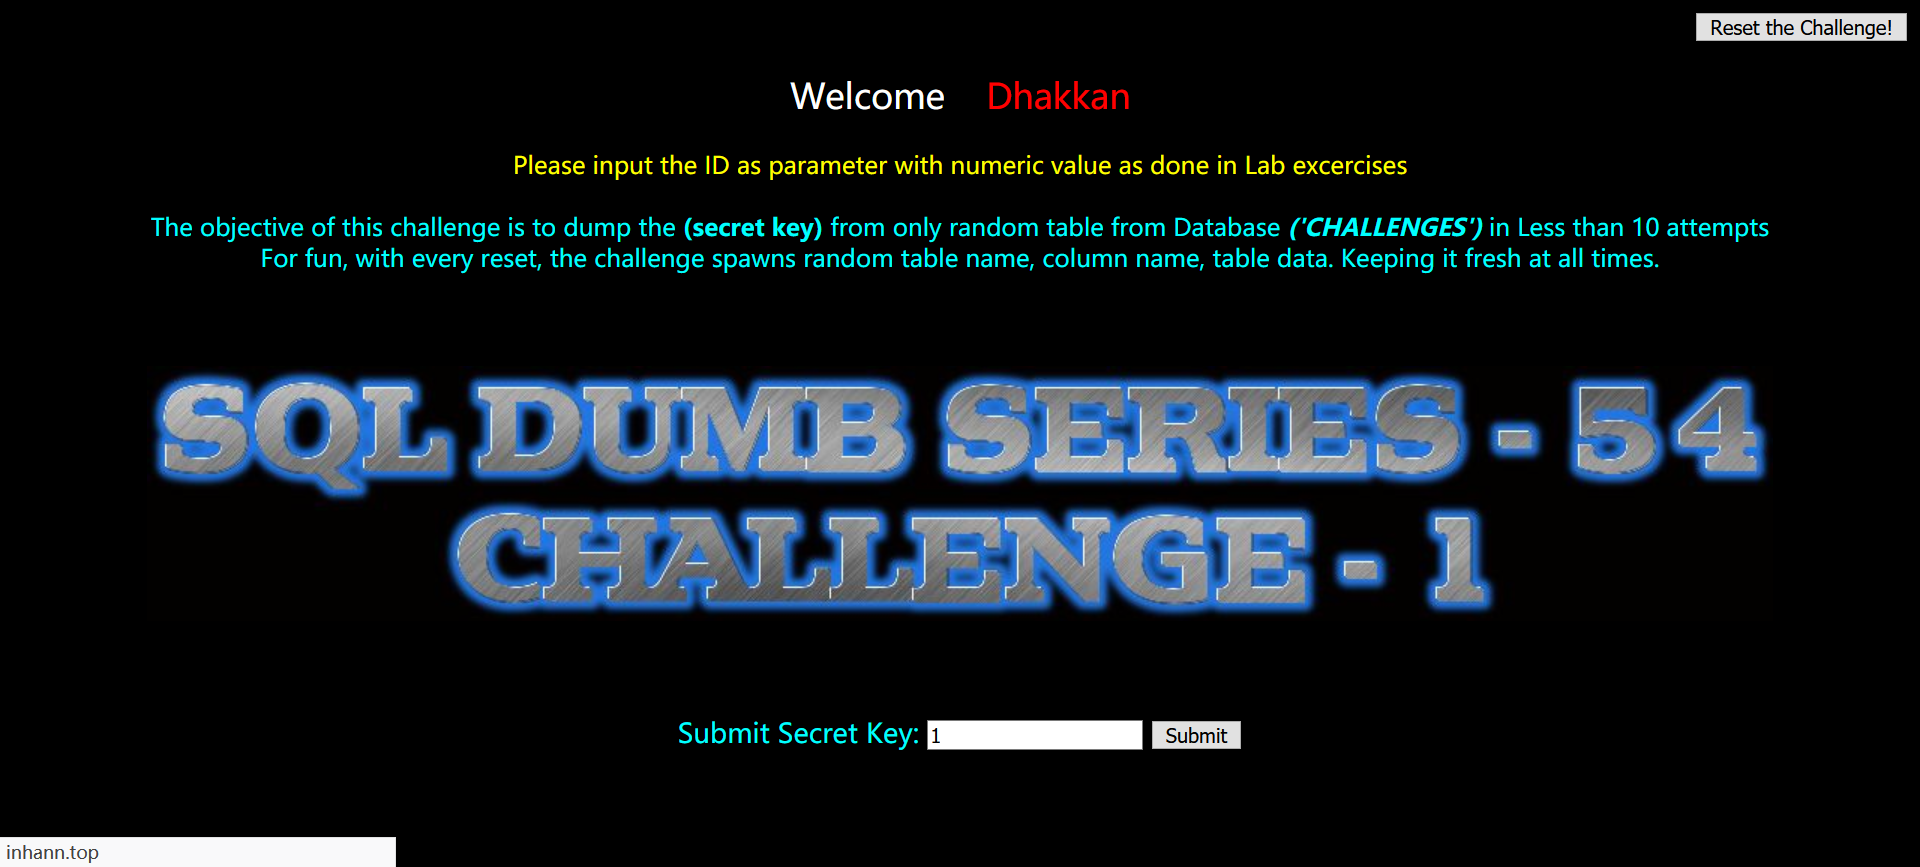 Reset the Challenge!
Welcome Dhakkan
Please input the ID as parameter with numeric value as done in Lab excercises
The objective of this challenge is to dump the (secret key) from only random table from Database ('CHALLENGES') in Less than 10 attempts
For fun, with every reset, the challenge spawns random table name, column name, table data. Keeping it fresh at all times.
SQL DUMB SERIES - 54
CHALLENGE - 1
Submit Secret Key: 1 Submit
inhann.top